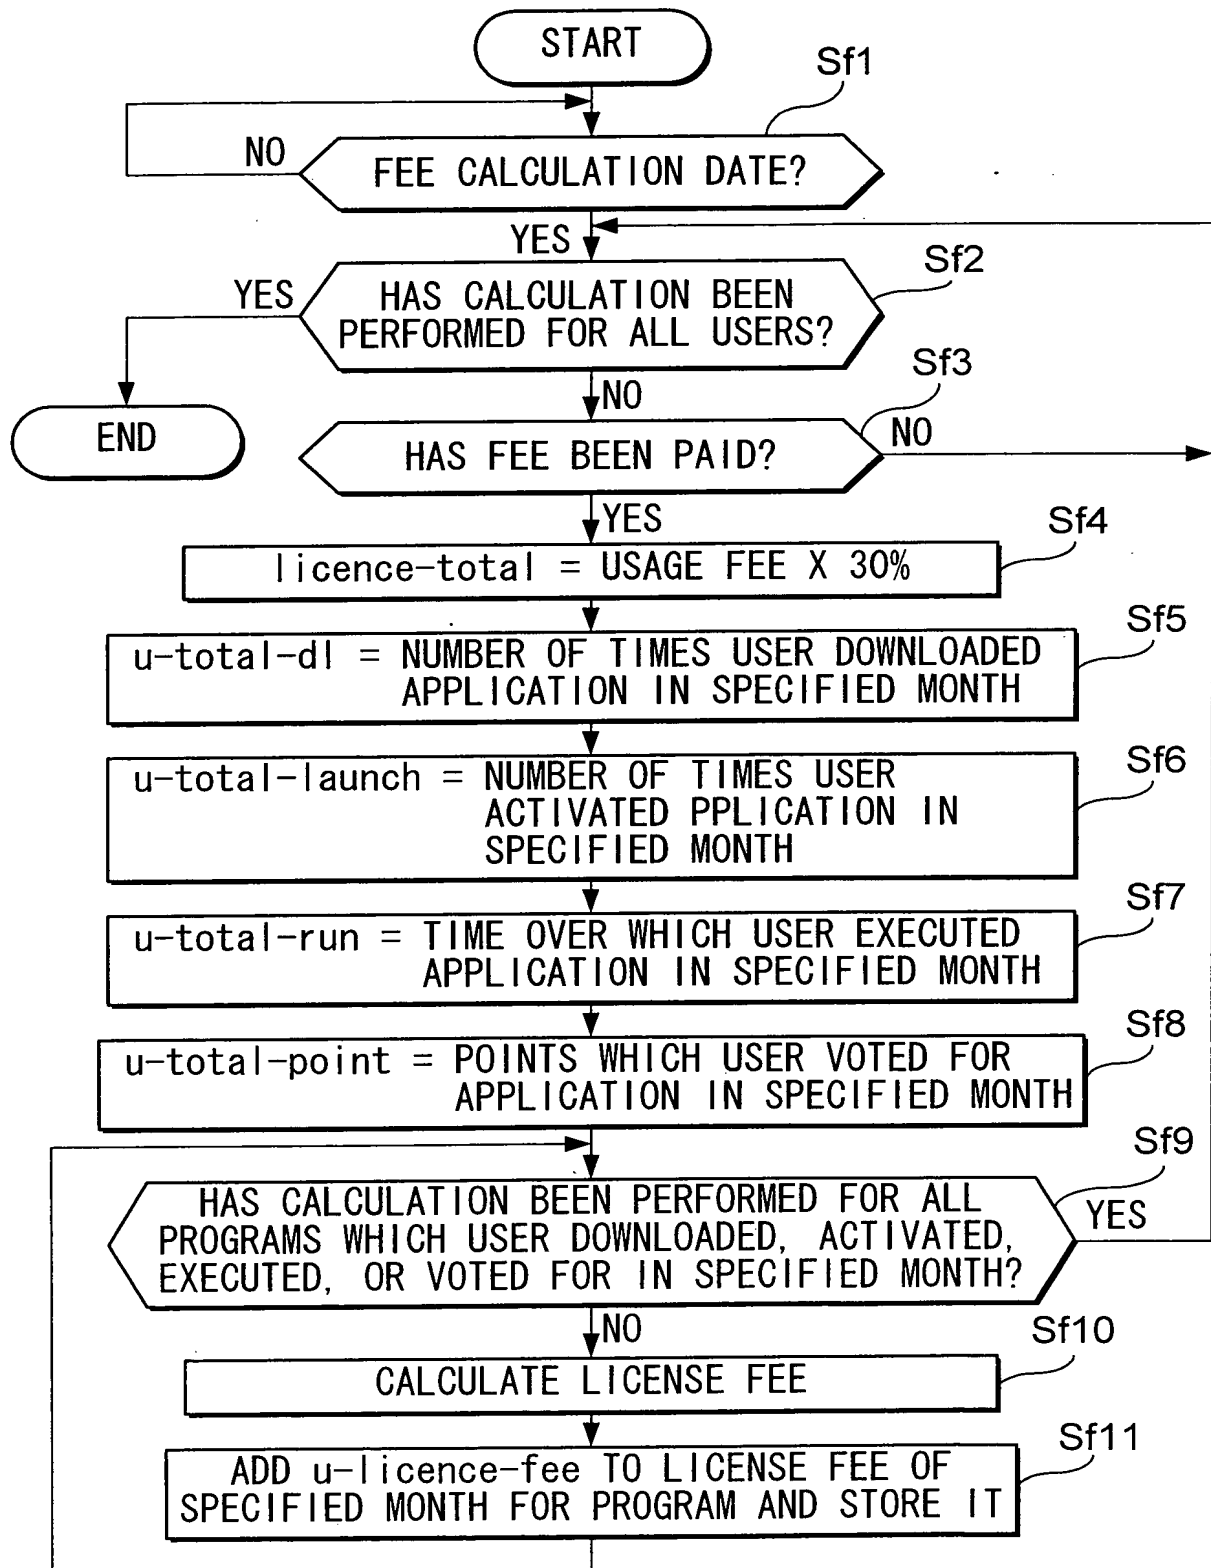 START
Sf1
NO
FEE CALCULATION DATE?
YES
Sf2
YES
HAS CALCULATION BEEN
PERFORMED FOR ALL USERS?
Sf3
NO
END
NO
HAS FEE BEEN PAID?
YES
Sf4
licence-total = USAGE FEE X 30%
Sf5
u-total-dl = NUMBER OF TIMES USER DOWNLOADED
APPLICATION IN SPECIFIED MONTH
Sf6
u-total-launch = NUMBER OF TIMES USER
ACTIVATED PPLICATION IN
SPECIFIED MONTH
Sf7
u-total-run = TIME OVER WHICH USER EXECUTED
APPLICATION IN SPECIFIED MONTH
Sf8
u-total-point = POINTS WHICH USER VOTED FOR
APPLICATION IN SPECIFIED MONTH
Sf9
HAS CALCULATION BEEN PERFORMED FOR ALL
PROGRAMS WHICH USER DOWNLOADED, ACTIVATED,
EXECUTED, OR VOTED FOR IN SPECIFIED MONTH?
YES
NO
Sf10
CALCULATE LICENSE FEE
Sf11
ADD u-licence-fee TO LICENSE FEE OF
SPECIFIED MONTH FOR PROGRAM AND STORE IT